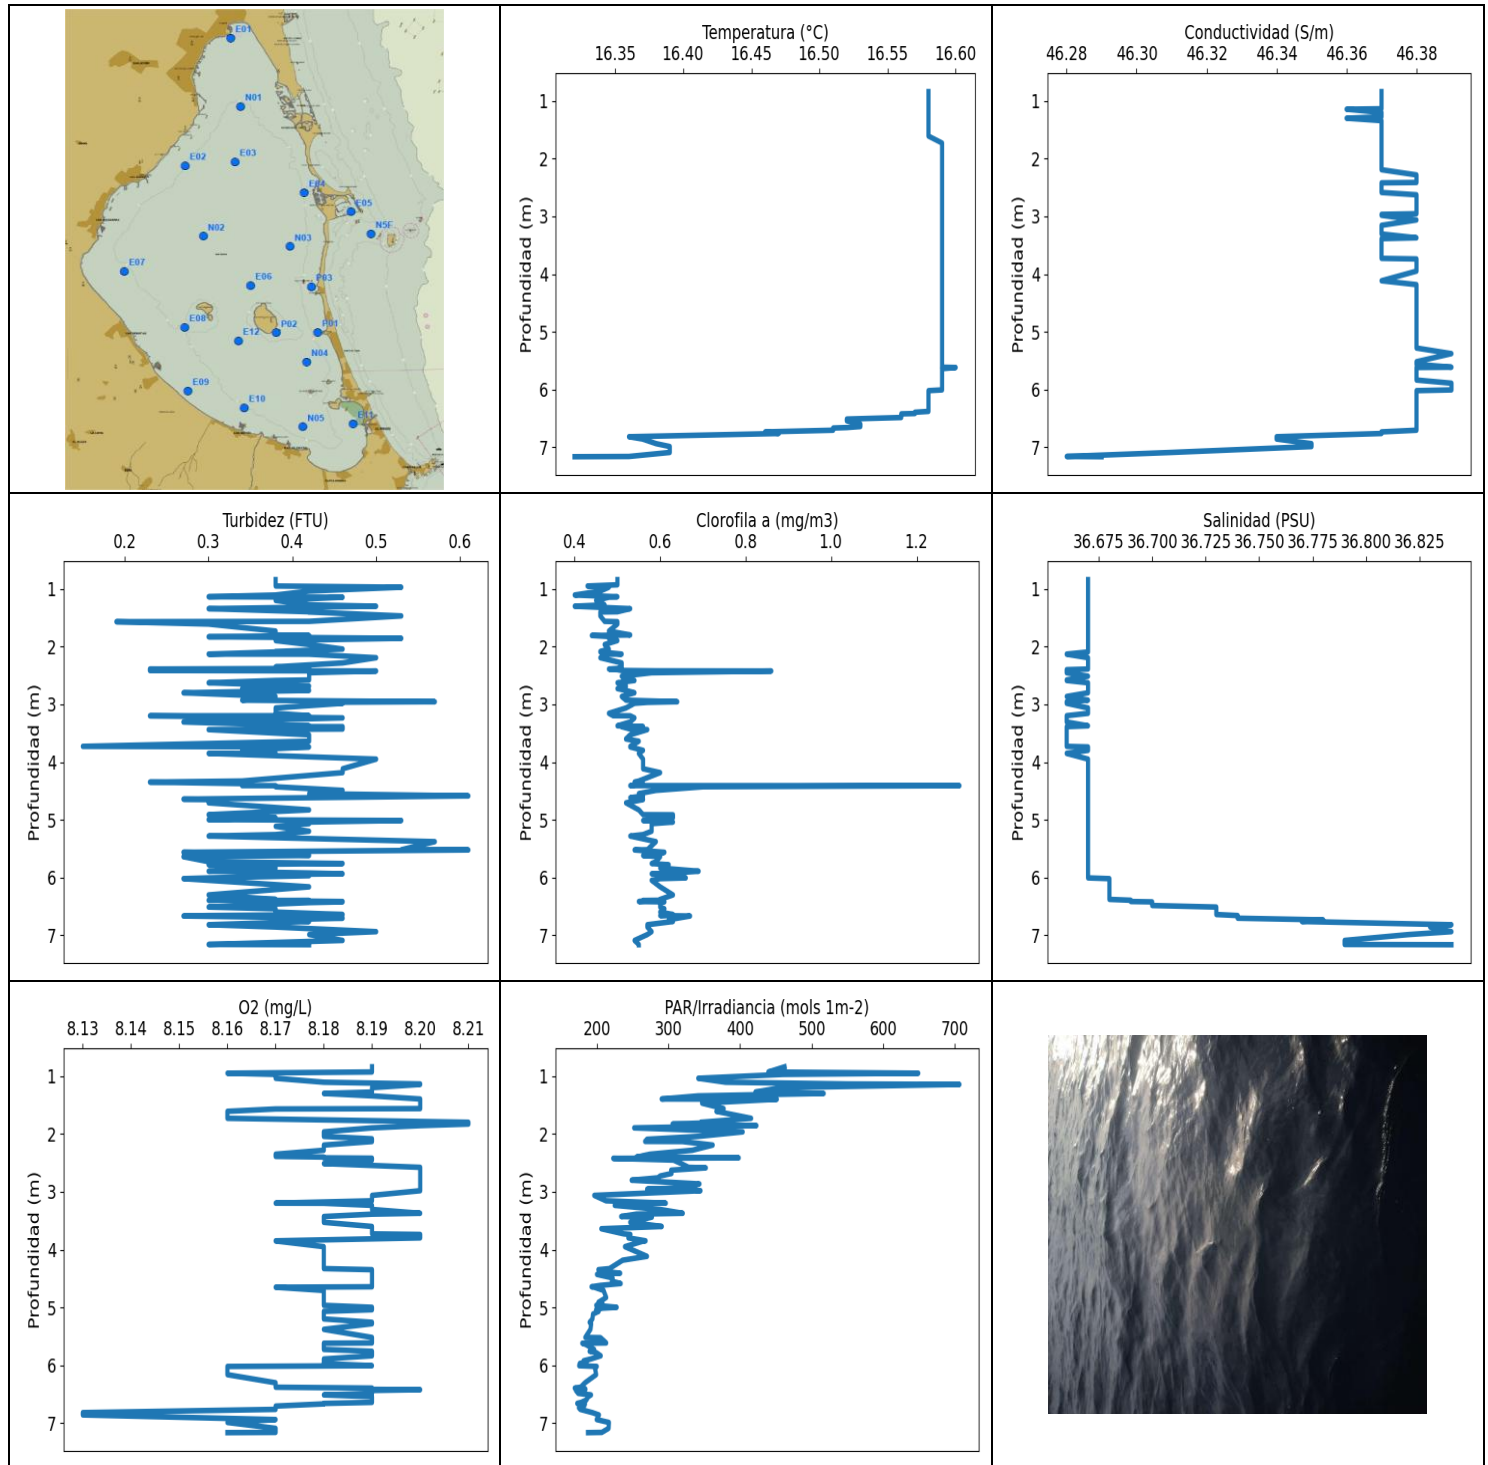 E01
N01
E02
E03
E04
E05
N5F
N02
N03
E07
E06
P03
E08
E12
P02
P01
N04
E09
E10
N05
E11
Temperatura (°C)
16.35 16.40 16.45 16.50 16.55 16.60
Profundidad (m)
1
2
3
4
5
6
7
Conductividad (S/m)
46.28 46.30 46.32 46.34 46.36 46.38
Profundidad (m)
1
2
3
4
5
6
7
Turbidez (FTU)
0.2 0.3 0.4 0.5 0.6
Profundidad (m)
1
2
3
4
5
6
7
Clorofila a (mg/m3)
0.4 0.6 0.8 1.0 1.2
Profundidad (m)
1
2
3
4
5
6
7
Salinidad (PSU)
36.675 36.700 36.725 36.750 36.775 36.800 36.825
Profundidad (m)
1
2
3
4
5
6
7
O2 (mg/L)
8.13 8.14 8.15 8.16 8.17 8.18 8.19 8.20 8.21
Profundidad (m)
1
2
3
4
5
6
7
PAR/Irradiancia (mols 1m-2)
200 300 400 500 600 700
Profundidad (m)
1
2
3
4
5
6
7